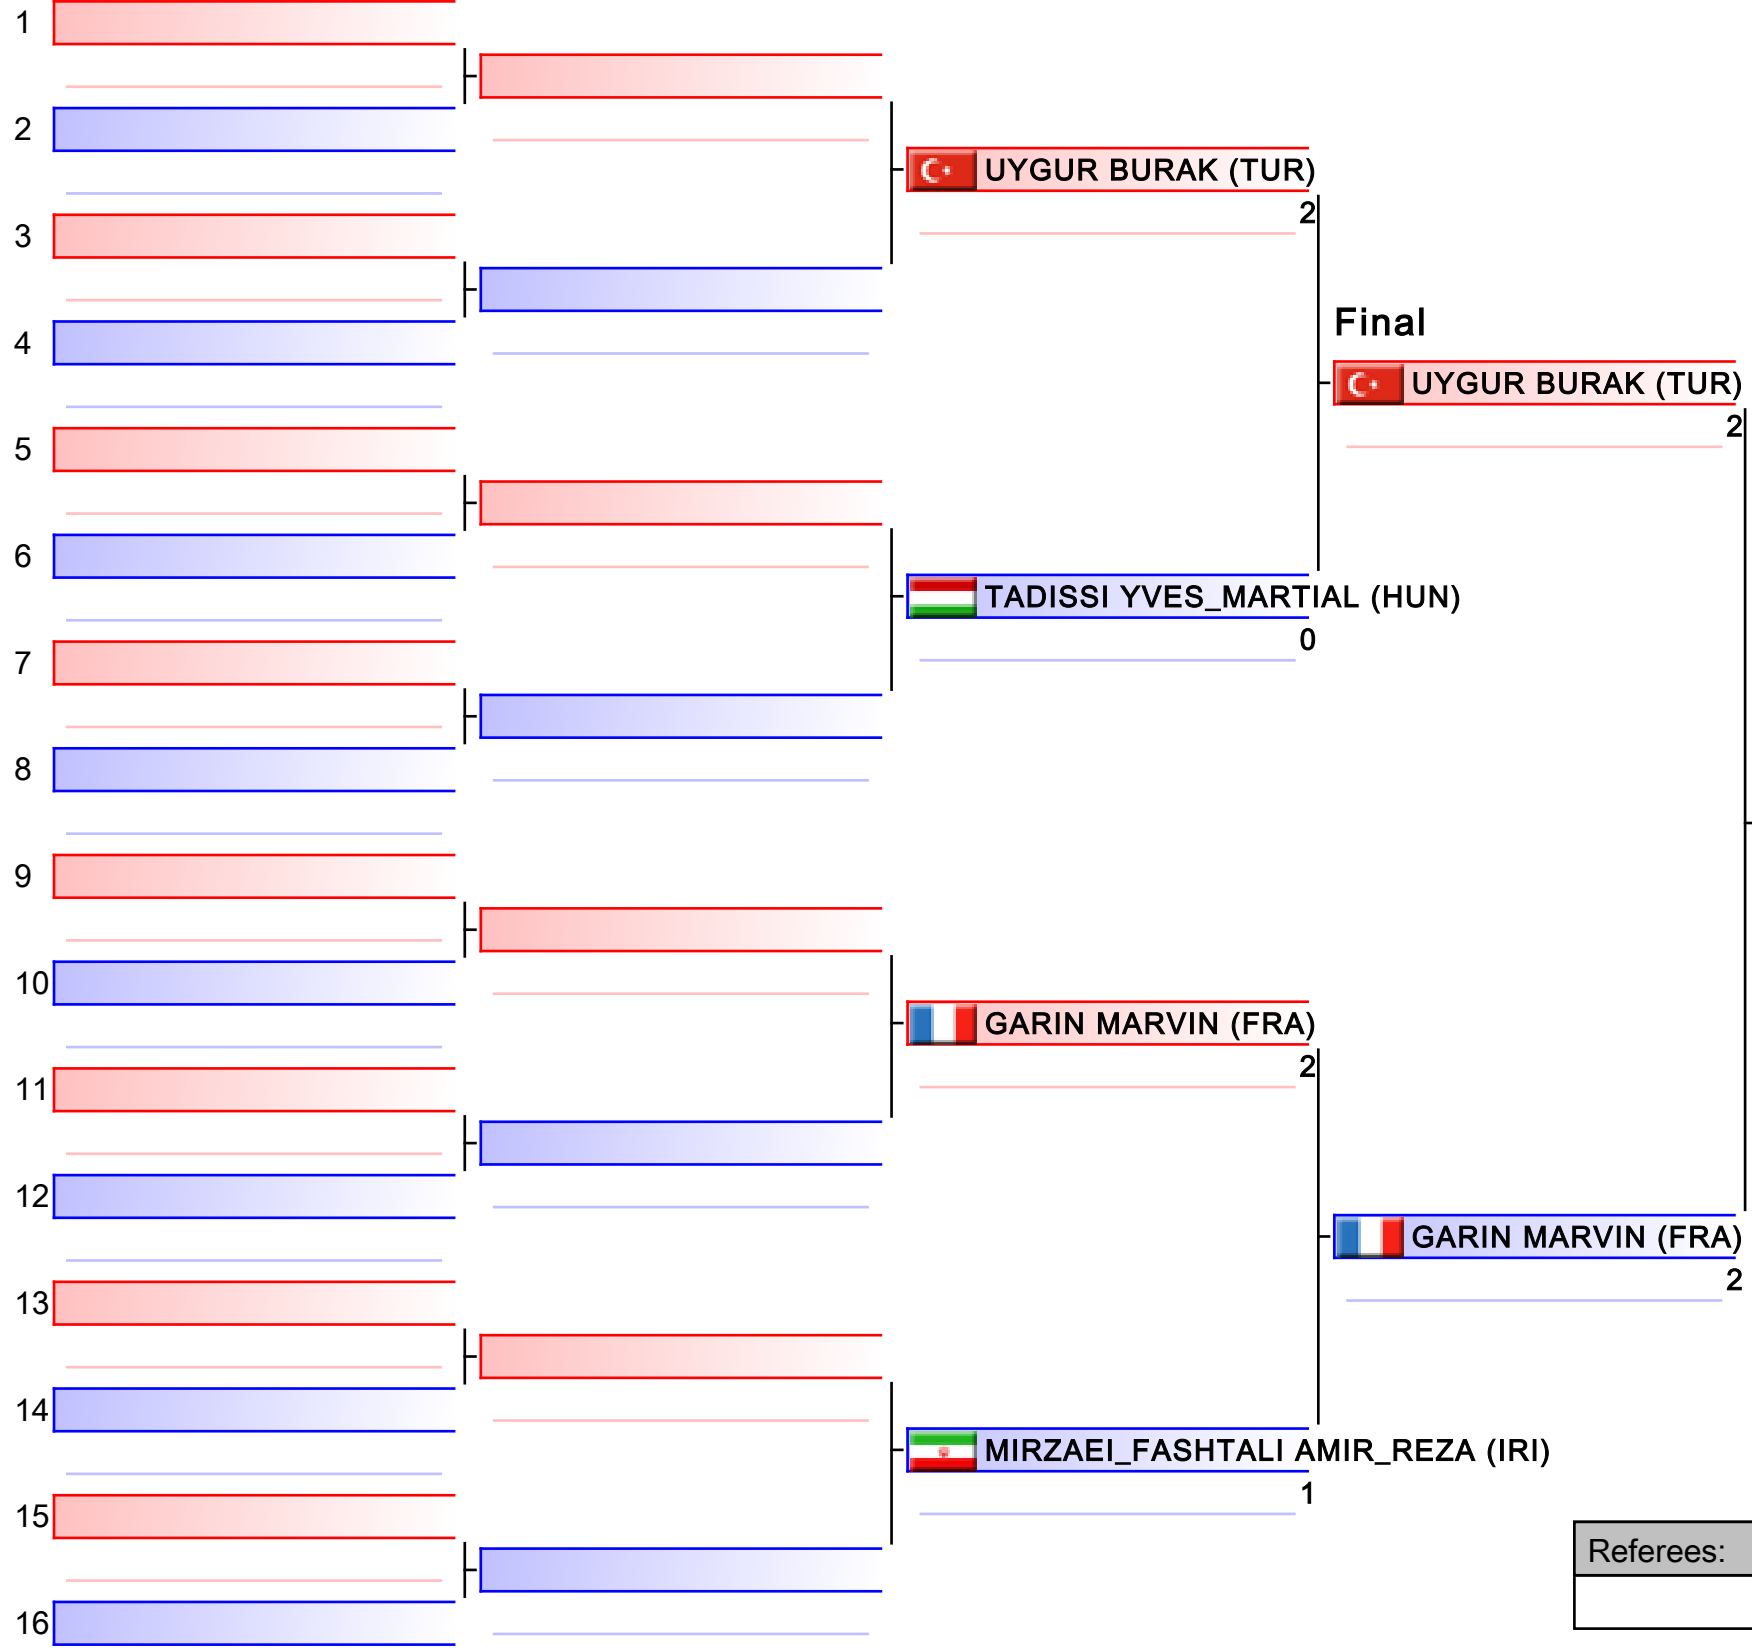 1
2
UYGUR BURAK (TUR)
2
3
4
Final
UYGUR BURAK (TUR)
2
5
6
TADISSI YVES_MARTIAL (HUN)
0
7
8
9
10
GARIN MARVIN (FRA)
2
11
12
GARIN MARVIN (FRA)
2
13
14
MIRZAEI_FASHTALI AMIR_REZA (IRI)
1
15
Referees:
16